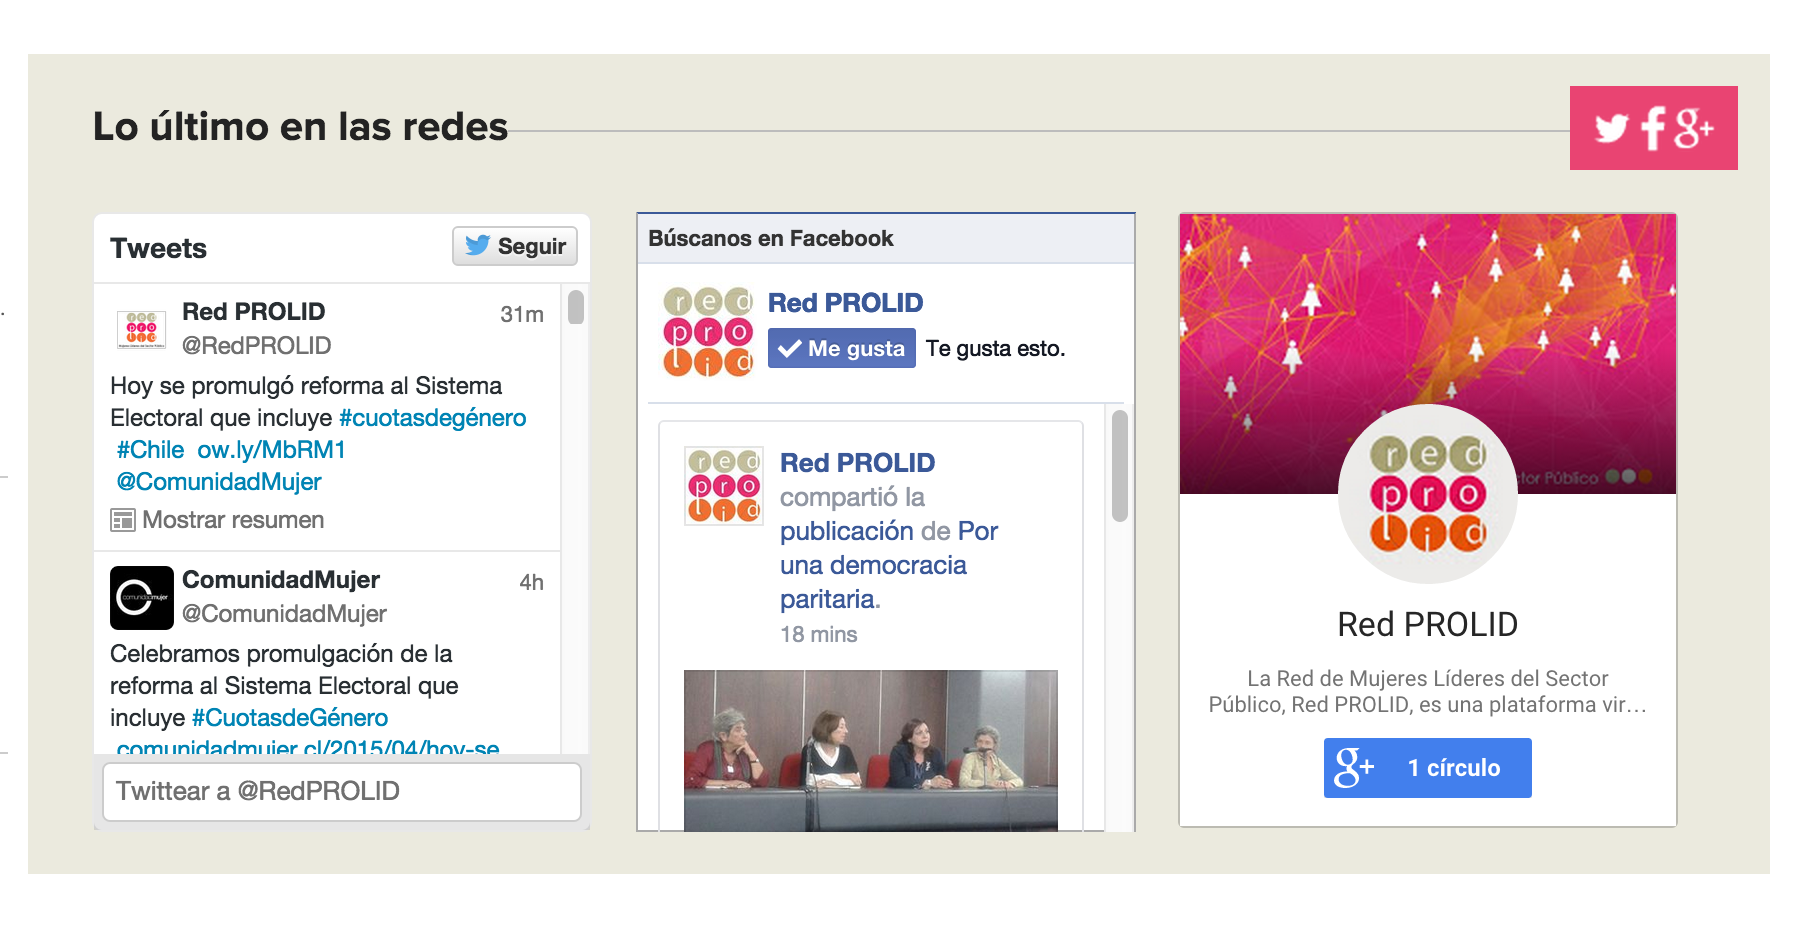 Lo último en las redes
g+
Tweets
Seguir
Red PROLID
31m
@RedPROLID
Hoy se promulgó reforma al Sistema
Electoral que incluye #cuotasdegénero
#Chile ow.ly/MbRM1
@ComunidadMujer
Mostrar resumen
ComunidadMujer
4h
@ComunidadMujer
Celebramos promulgación de la
reforma al Sistema Electoral que
incluye #CuotasdeGénero
comunidadmujer.cl/2015/04/hoy-se
Twittear a @RedPROLID
Búscanos en Facebook
red
pro
lid
Red PROLID
Me gusta
Te gusta esto.
red
pro
lid
Red PROLID
compartió la
publicación de Por
una democracia
paritaria.
18 mins
tor Público
red
pro
lid
Red PROLID
La Red de Mujeres Líderes del Sector
Público, Red PROLID, es una plataforma vir…
g+ 1 círculo